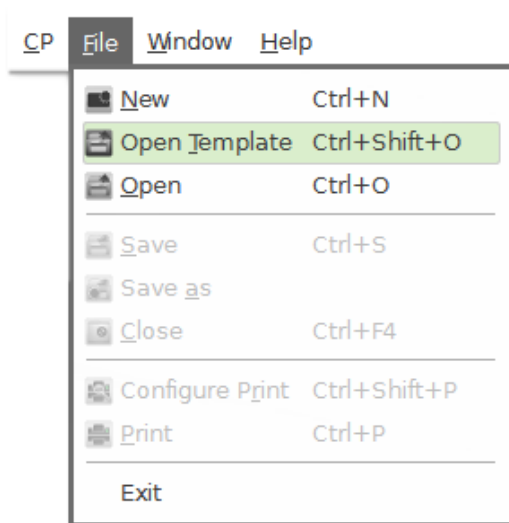 CP File Window Help
New Ctrl+N
Open Template Ctrl+Shift+O
Open Ctrl+O
Save Ctrl+S
Save as
Close Ctrl+F4
Configure Print Ctrl+Shift+P
Print Ctrl+P
Exit